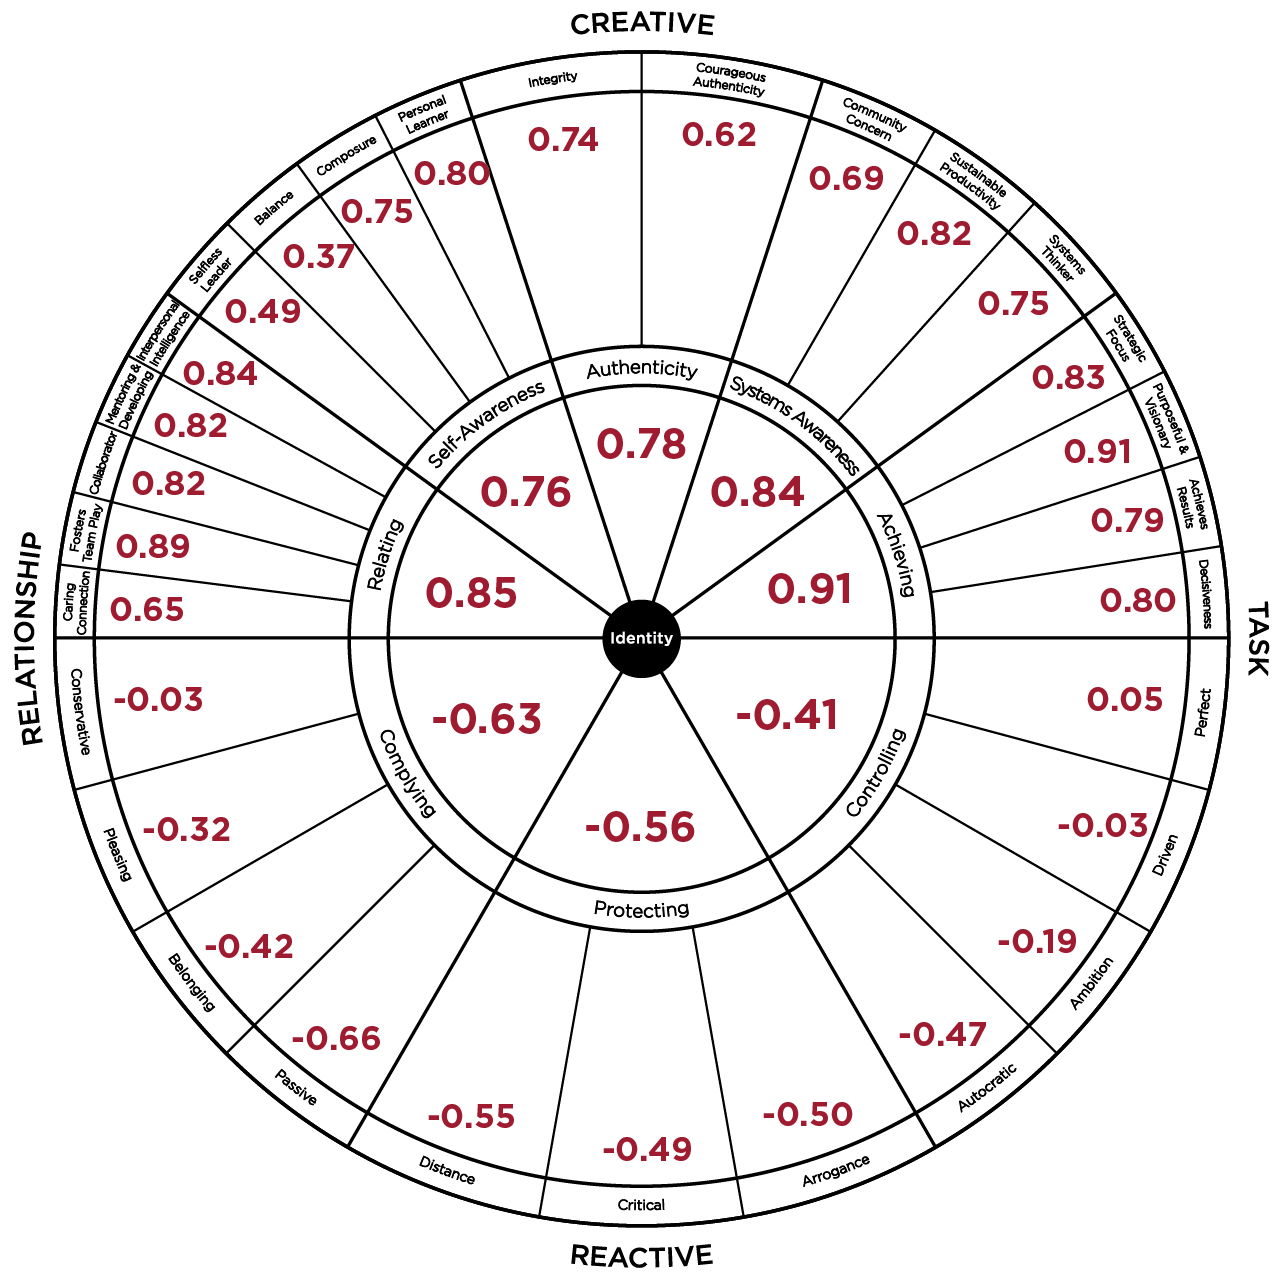 CREATIVE
Integrity
Courageous
Authenticity
Community
Concern
Sustainable
Productivity
Systems
Thinker
Strategic
Focus
Purposeful &
Visionary
Achieves
Results
Decisiveness
TASK
Perfect
Driven
Ambition
Autocratic
Arrogance
Critical
Distance
Passive
Belonging
Pleasing
Conservative
RELATIONSHIP
Caring
Connection
Fosters
Team Play
Collaborator
Mentoring &
Developing
Interpersonal
Intelligence
Selfless
Leader
Balance
Composure
Personal
Learner
0.74
0.62
0.69
0.82
0.75
0.83
0.91
0.79
0.80
0.05
-0.03
-0.19
-0.47
-0.50
-0.49
-0.55
-0.66
-0.42
-0.32
-0.03
0.65
0.89
0.82
0.82
0.84
0.49
0.37
0.75
0.80
Authenticity
Systems Awareness
Achieving
Controlling
Protecting
Complying
Relating
Self-Awareness
0.78
0.84
0.91
-0.41
-0.56
-0.63
0.85
0.76
Identity
REACTIVE